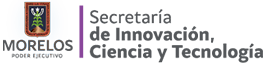 MORELOS
PODER EJECUTIVO
Secretaría
de Innovación,
Ciencia y Tecnología